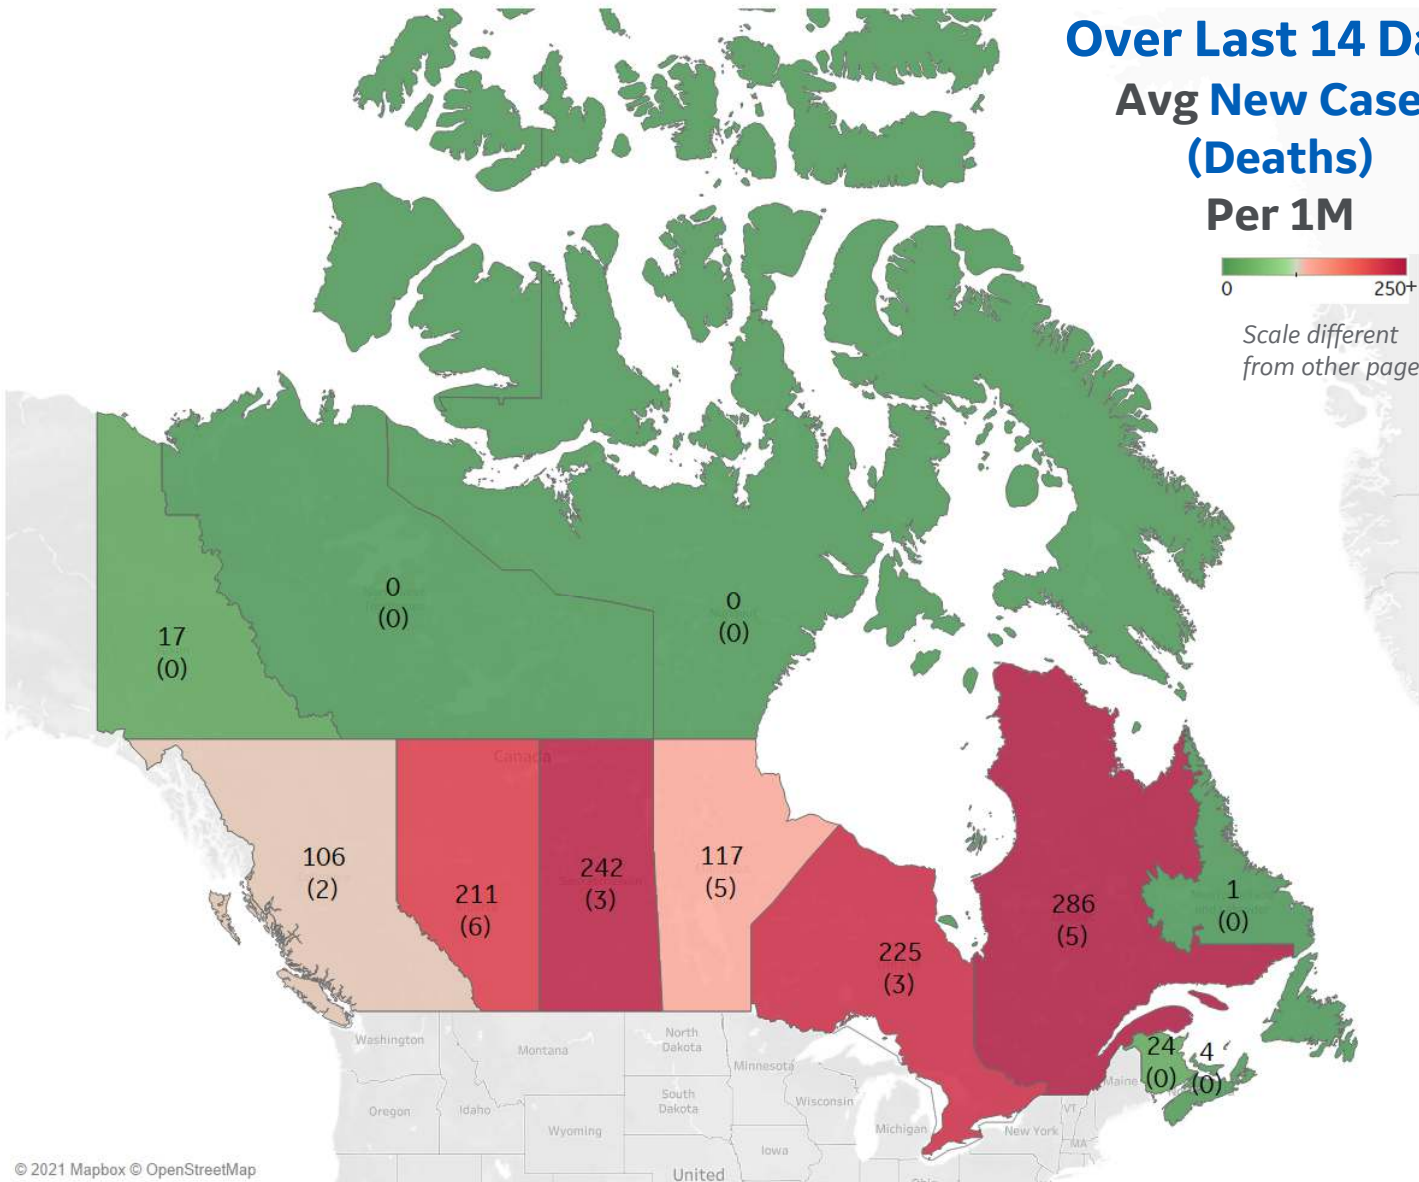 Over Last 14 Da
Avg New Case
(Deaths)
Per 1M
0
250+
Scale different
from other page
0
(0)
0
(0)
17
(0)
Canada
106
(2)
211
(6)
242
(3)
117
(5)
225
(3)
286
(5)
1
(0)
24
(0)
4
(0)
Washington
Montana
North
Dakota
Minnesota
Oregon
Idaho
South
Dakota
Wisconsin
Wyoming
Michigan
Iowa
New York
Maine
VT
MA
United
© 2021 Mapbox © OpenStreetMap